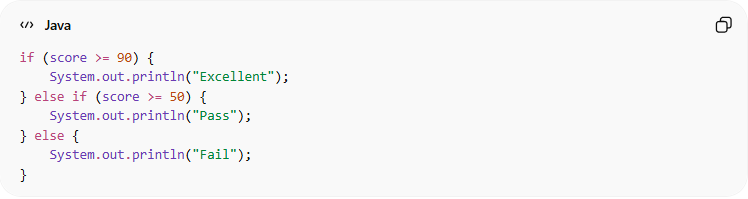 Java
if (score >= 90) {
    System.out.println("Excellent");
} else if (score >= 50) {
    System.out.println("Pass");
} else {
    System.out.println("Fail");
}